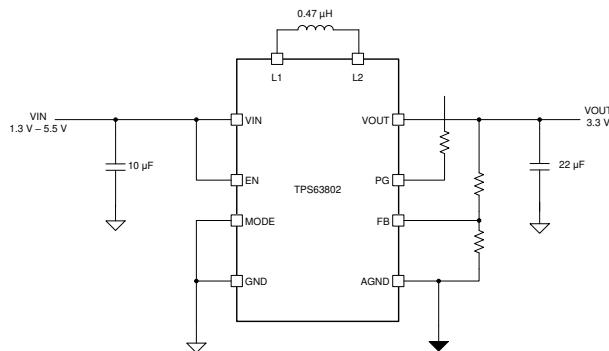 0.47 µH
L1
L2
VIN
1.3 V – 5.5 V
VIN
VOUT
VOUT
3.3 V
10 µF
22 µF
EN
TPS63802
PG
MODE
FB
GND
AGND